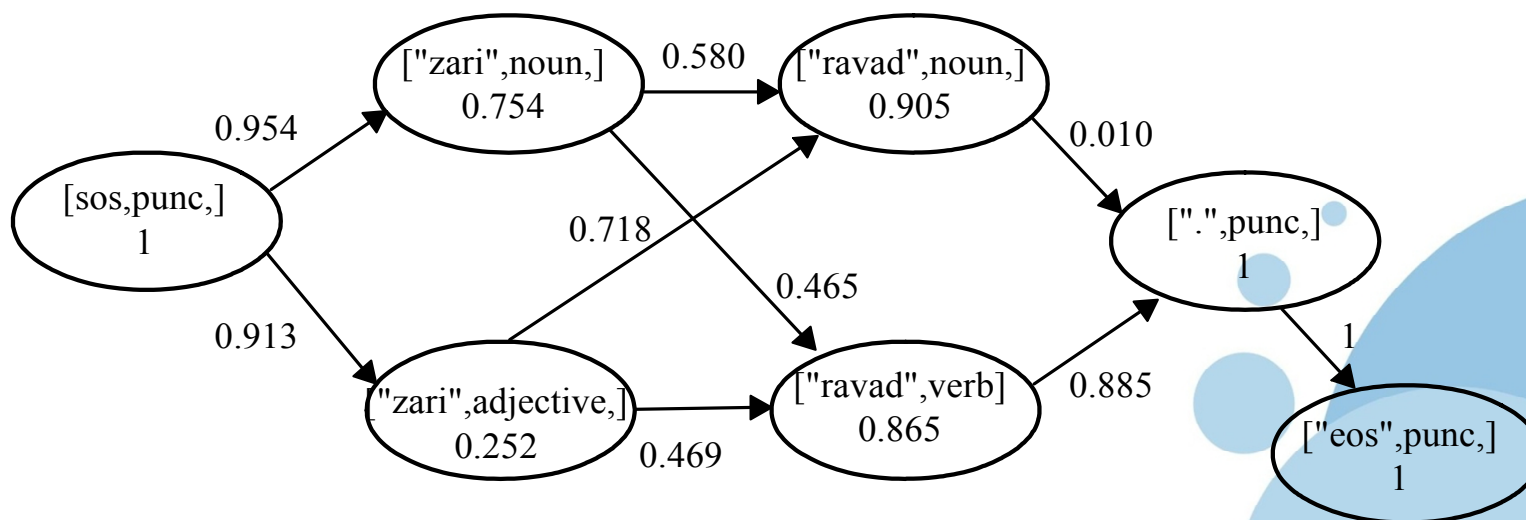 ["zari",noun,]
0.754
0.580
["ravad",noun,]
0.905
0.954
0.010
[sos,punc,]
1
0.718
[".",punc,]
1
0.465
0.913
1
["zari",adjective,]
0.252
0.469
["ravad",verb]
0.865
0.885
["eos",punc,]
1